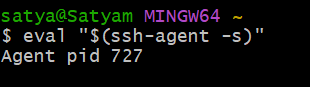 satya@Satyam MINGW64 ~
$ eval "$(ssh-agent -s)"
Agent pid 727